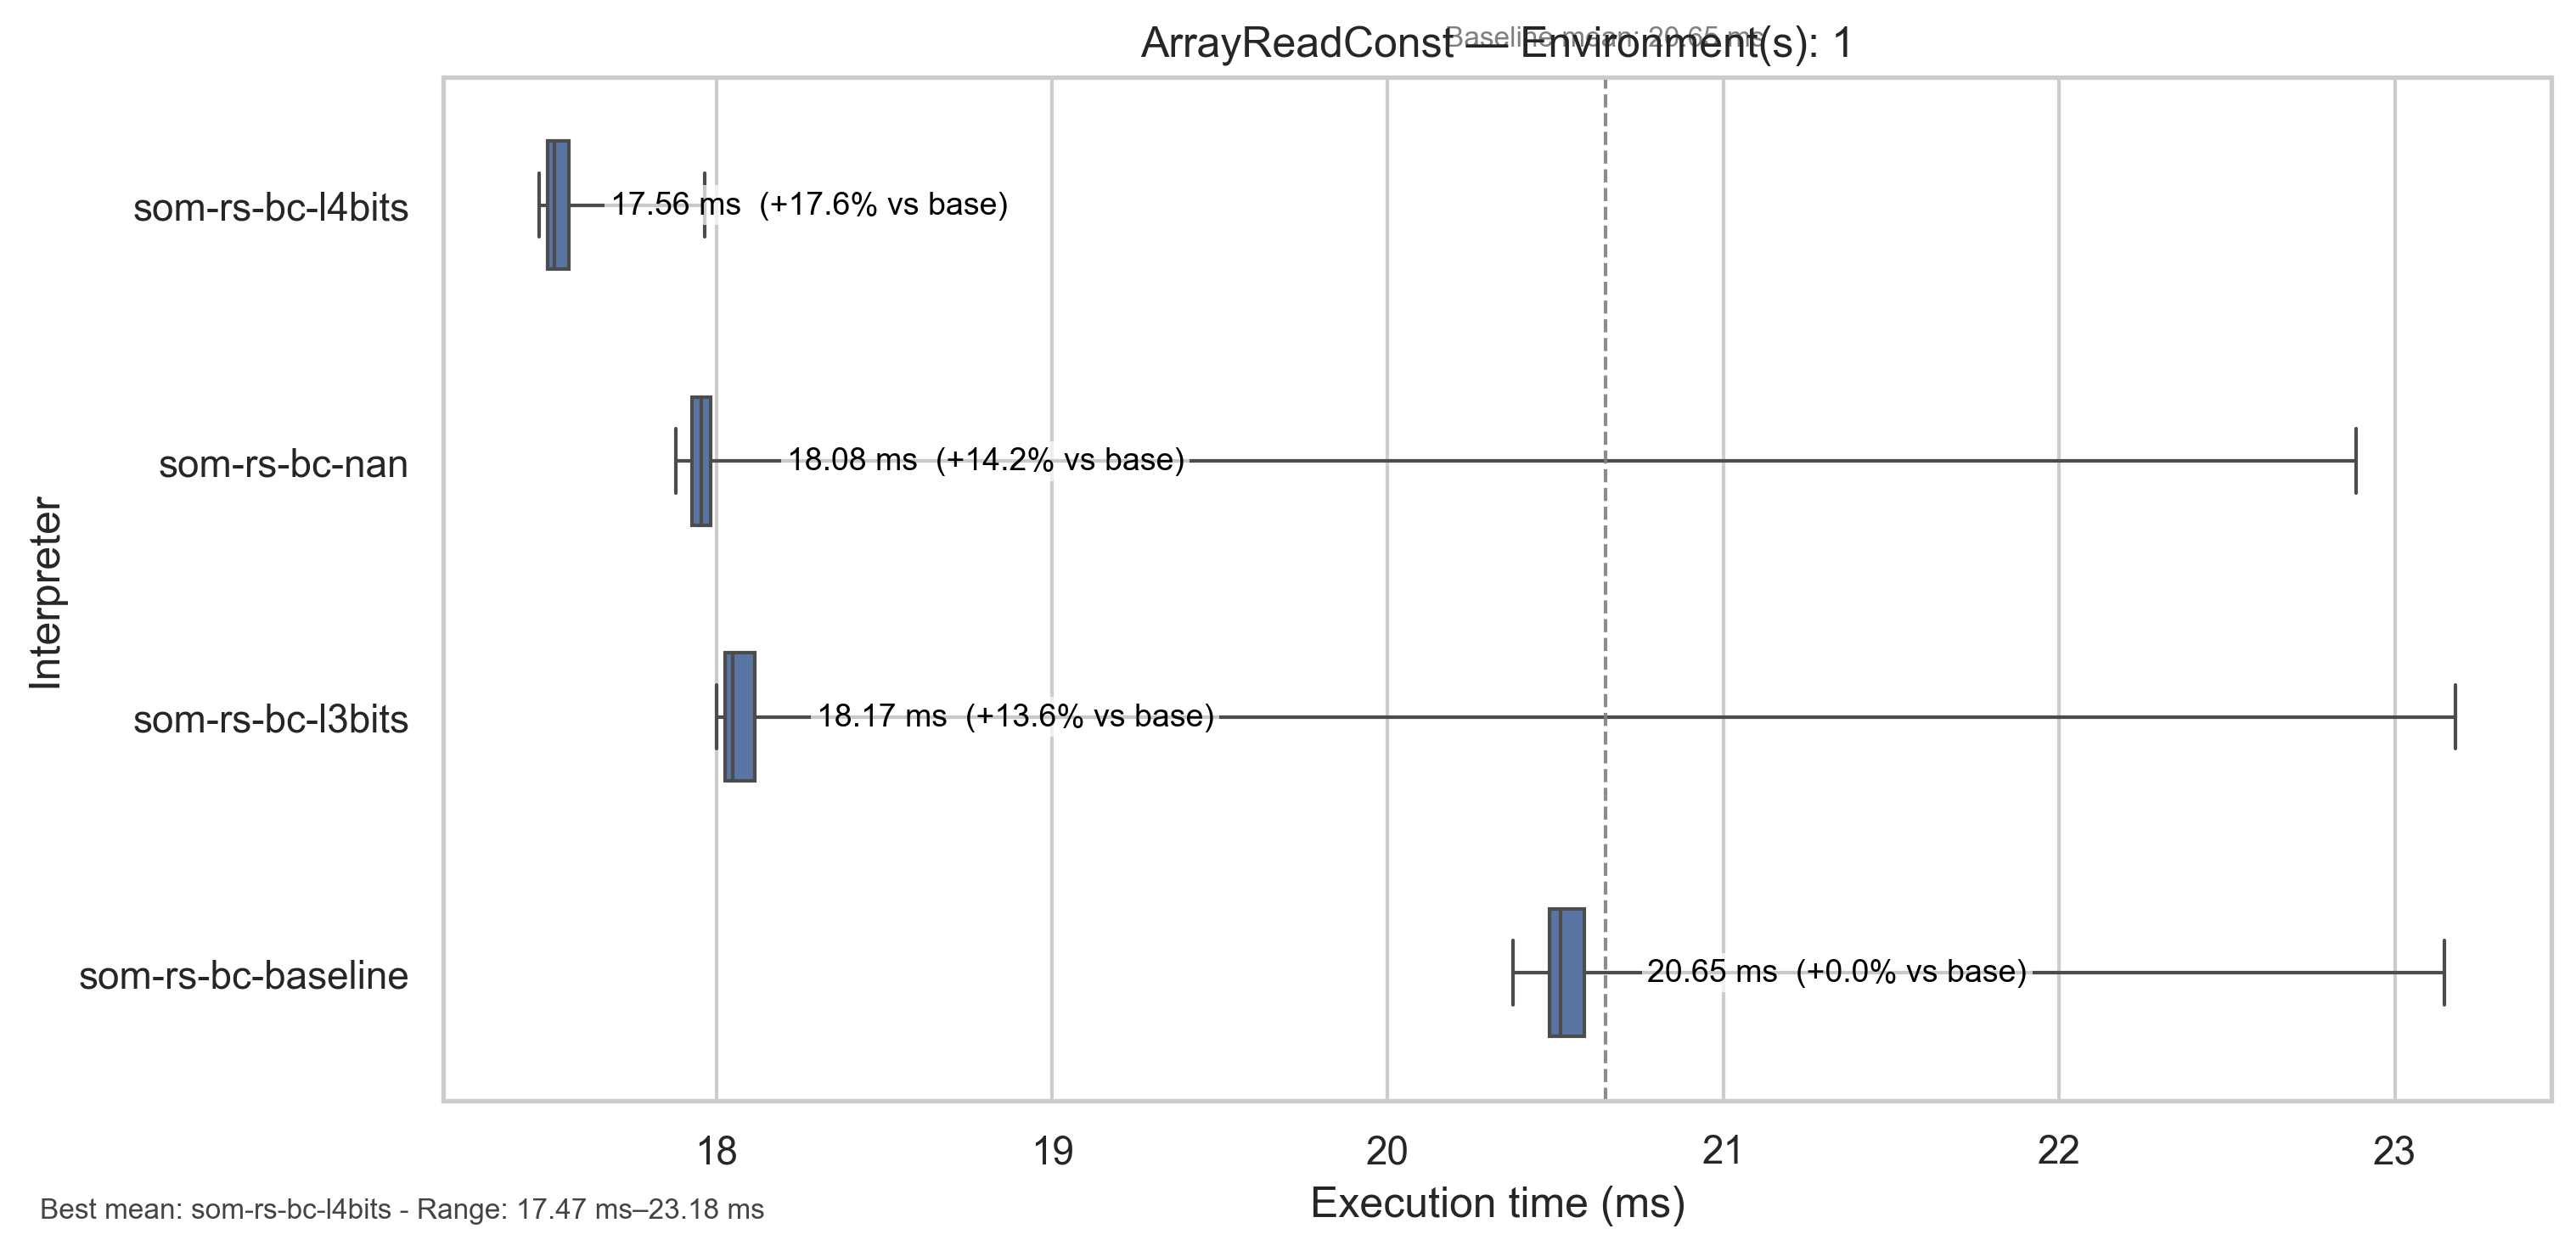 Baseline mean: 20.65 ms
ArrayReadConst — Environment(s): 1
som-rs-bc-l4bits
17.56 ms  (+17.6% vs base)
som-rs-bc-nan
18.08 ms  (+14.2% vs base)
Interpreter
som-rs-bc-l3bits
18.17 ms  (+13.6% vs base)
som-rs-bc-baseline
20.65 ms  (+0.0% vs base)
18 19 20 21 22 23
Execution time (ms)
Best mean: som-rs-bc-l4bits - Range: 17.47 ms–23.18 ms